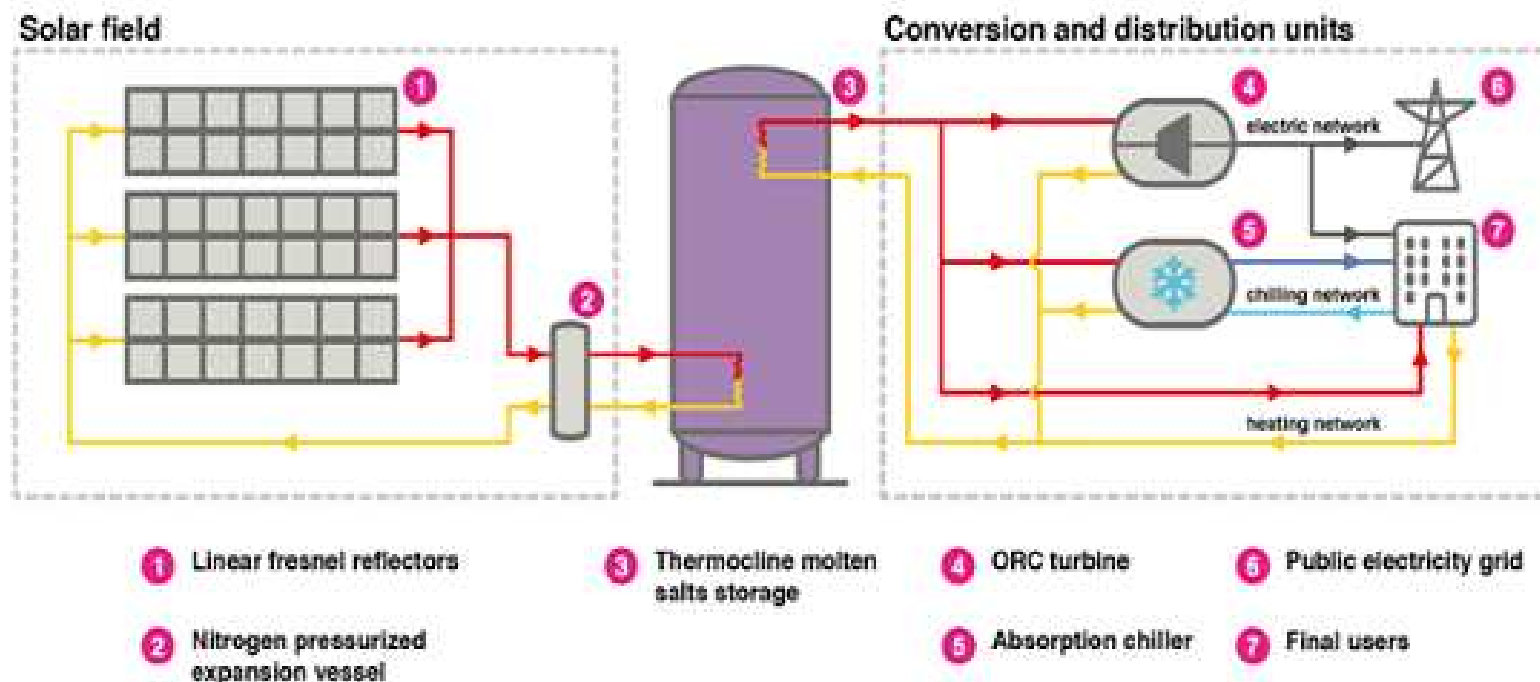 Solar field
Conversion and distribution units
1
2
3
4
5
6
7
electric network
chilling network
heating network
1 Linear fresnel reflectors
2 Nitrogen pressurized
expansion vessel
3 Thermocline molten
salts storage
4 ORC turbine
5 Absorption chiller
6 Public electricity grid
7 Final users